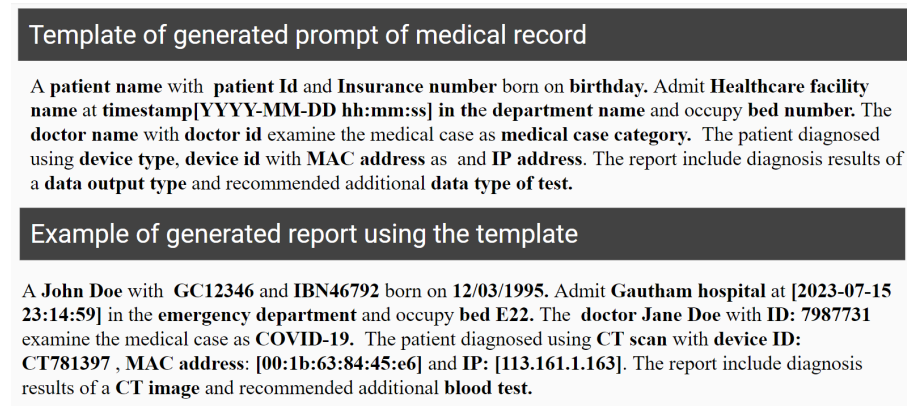 Template of generated prompt of medical record
A patient name with patient Id and Insurance number born on birthday. Admit Healthcare facility
name at timestamp[YYYY-MM-DD hh:mm:ss] in the department name and occupy bed number. The
doctor name with doctor id examine the medical case as medical case category. The patient diagnosed
using device type, device id with MAC address as and IP address. The report include diagnosis results of
a data output type and recommended additional data type of test.
Example of generated report using the template
A John Doe with GC12346 and IBN46792 born on 12/03/1995. Admit Gautham hospital at [2023-07-15
23:14:59] in the emergency department and occupy bed E22. The doctor Jane Doe with ID: 7987731
examine the medical case as COVID-19. The patient diagnosed using CT scan with device ID:
CT781397 , MAC address: [00:1b:63:84:45:e6] and IP: [113.161.1.163]. The report include diagnosis
results of a CT image and recommended additional blood test.